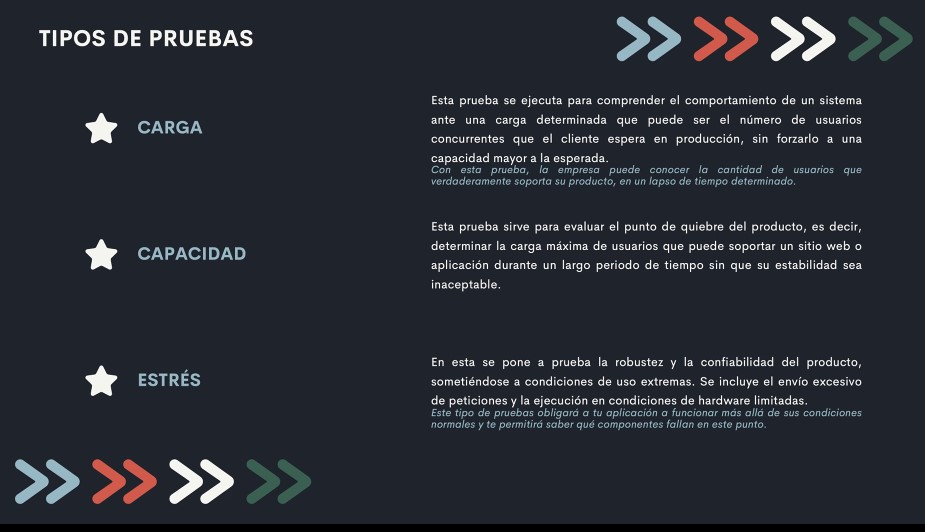 TIPOS DE PRUEBAS
CARGA
Esta prueba se ejecuta para comprender el comportamiento de un sistema
ante una carga determinada que puede ser el número de usuarios
concurrentes que el cliente espera en producción, sin forzarlo a una
capacidad mayor a la esperada.
Con esta prueba, la empresa puede conocer la cantidad de usuarios que
verdaderamente soporta su producto, en un lapso de tiempo determinado.
CAPACIDAD
Esta prueba sirve para evaluar el punto de quiebre del producto, es decir,
determinar la carga máxima de usuarios que puede soportar un sitio web o
aplicación durante un largo periodo de tiempo sin que su estabilidad sea
inaceptable.
ESTRÉS
En esta se pone a prueba la robustez y la confiabilidad del producto,
sometiéndose a condiciones de uso extremas. Se incluye el envío excesivo
de peticiones y la ejecución en condiciones de hardware limitadas.
Este tipo de pruebas obligará a tu aplicación a funcionar más allá de sus condiciones
normales y te permitirá saber qué componentes fallan en este punto.